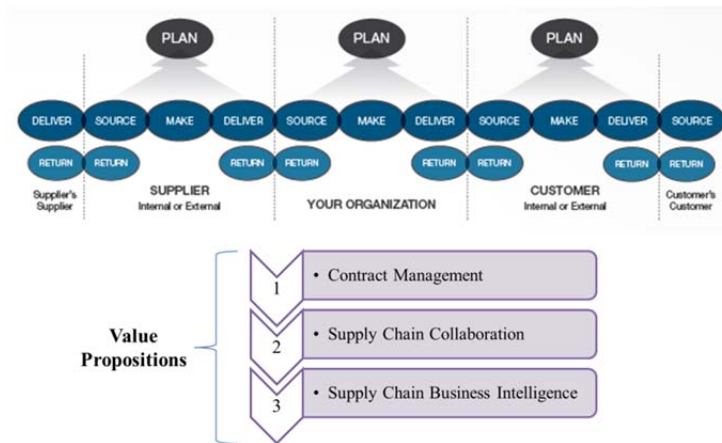 PLAN PLAN PLAN
DELIVER SOURCE MAKE DELIVER SOURCE MAKE DELIVER SOURCE MAKE DELIVER SOURCE
RETURN RETURN RETURN RETURN RETURN RETURN RETURN RETURN
Supplier's
Supplier
SUPPLIER
Internal or External
YOUR ORGANIZATION
CUSTOMER
Internal or External
Customer's
Customer
Value
Propositions
1 • Contract Management
2 • Supply Chain Collaboration
3 • Supply Chain Business Intelligence